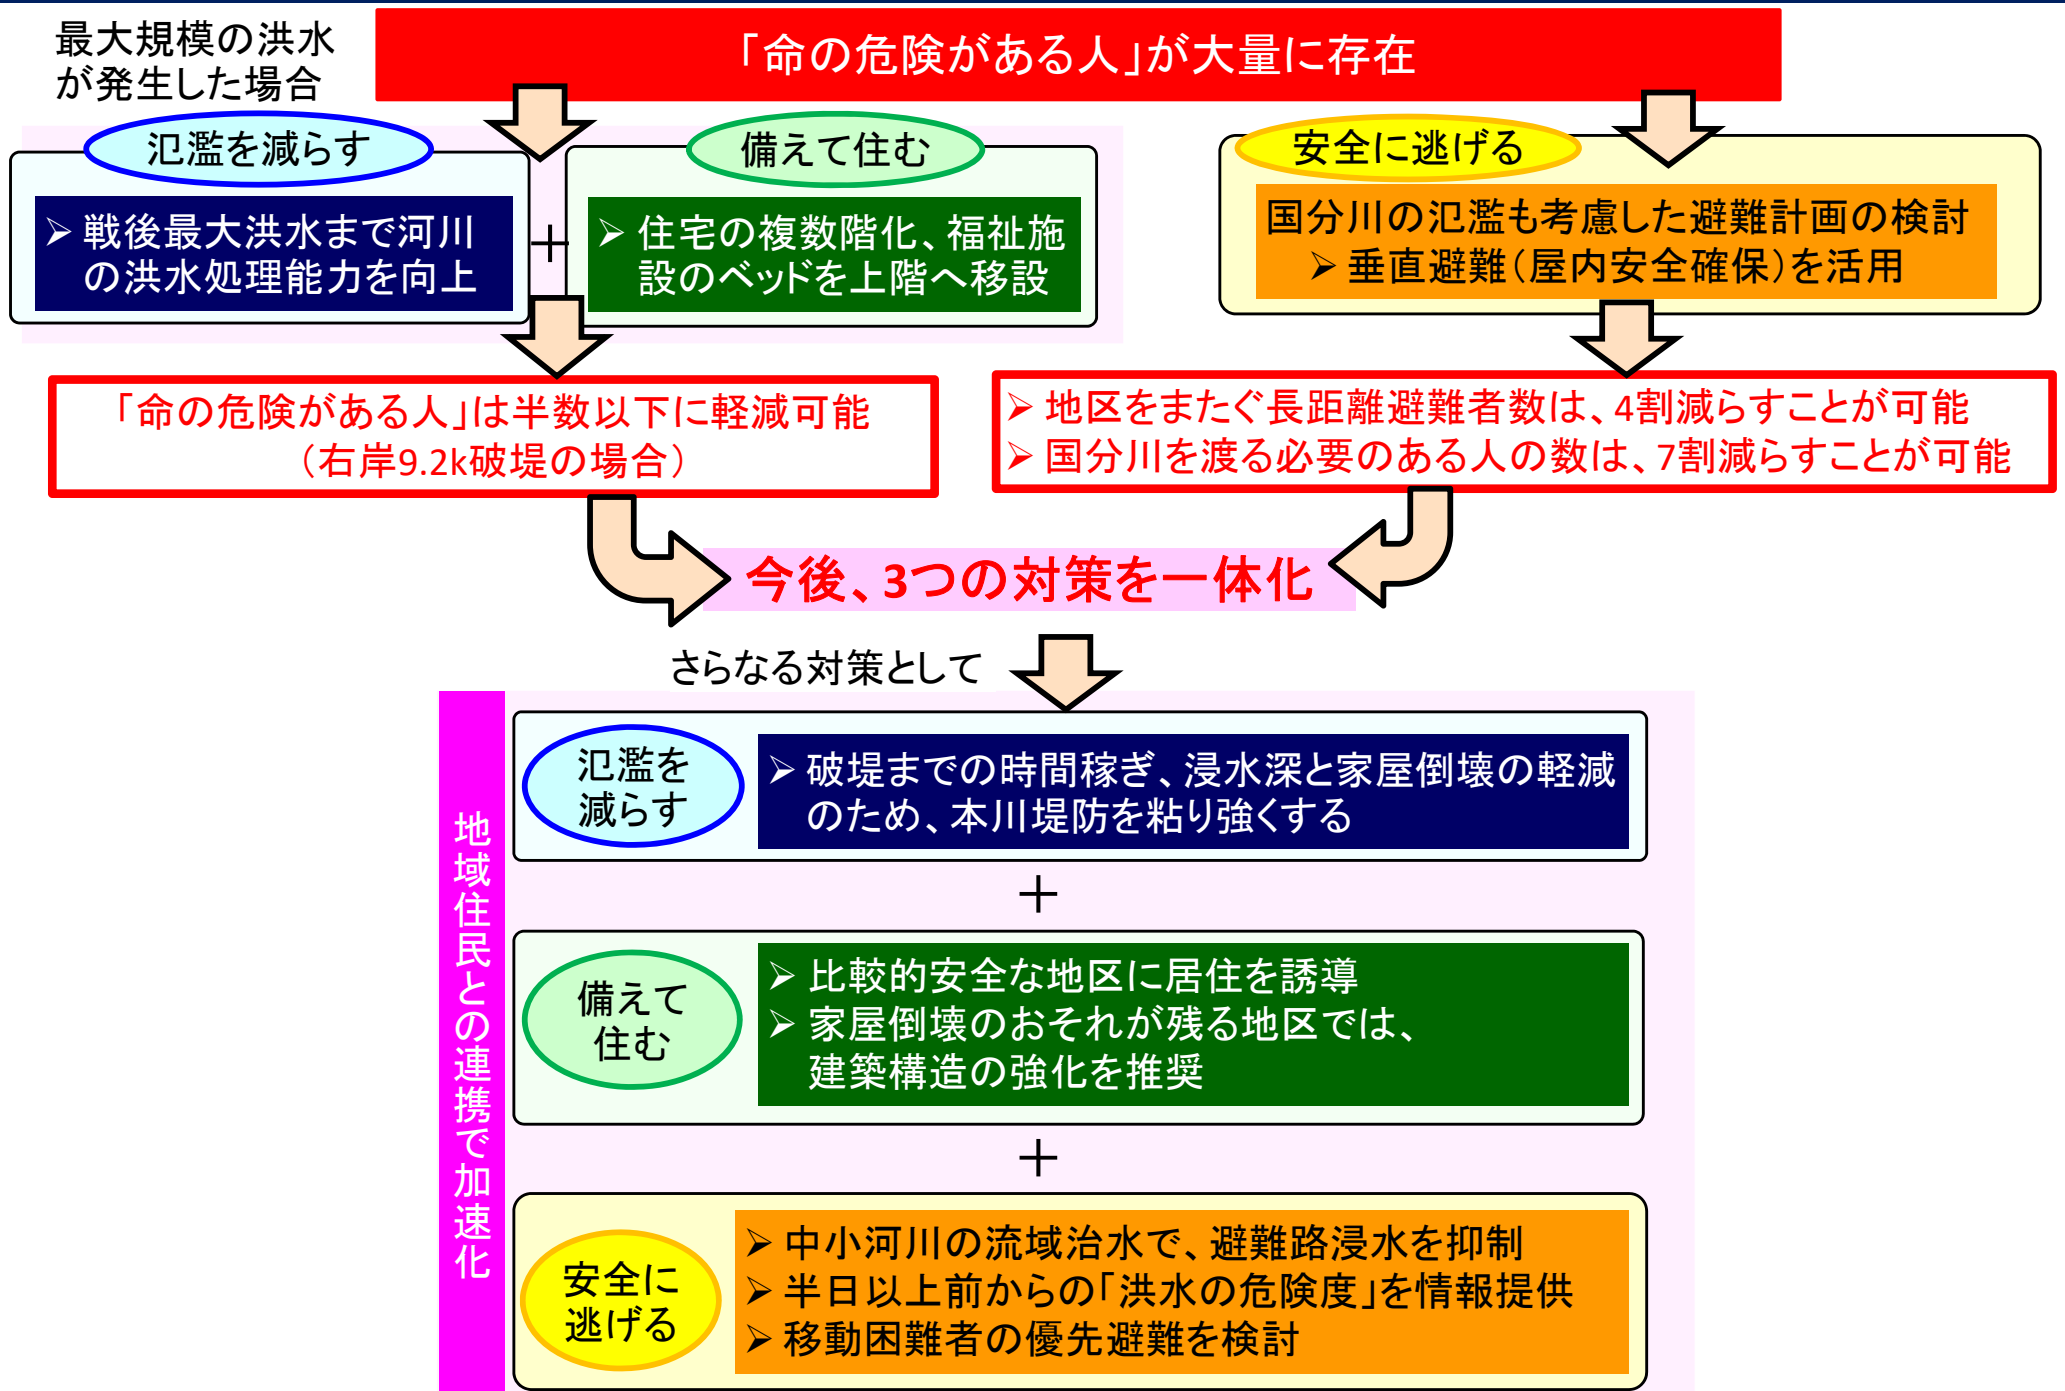 最大規模の洪水
が発生した場合
「命の危険がある人」が大量に存在
氾濫を減らす
➢ 戦後最大洪水まで河川
の洪水処理能力を向上
＋
備えて住む
➢ 住宅の複数階化、福祉施
設のベッドを上階へ移設
安全に逃げる
国分川の氾濫も考慮した避難計画の検討
➢ 垂直避難（屋内安全確保）を活用
「命の危険がある人」は半数以下に軽減可能
（右岸9.2k破堤の場合）
➢ 地区をまたぐ長距離避難者数は、4割減らすことが可能
➢ 国分川を渡る必要のある人の数は、7割減らすことが可能
今後、3つの対策を一体化
さらなる対策として
地域住民との連携で加速化
氾濫を
減らす
➢ 破堤までの時間稼ぎ、浸水深と家屋倒壊の軽減
のため、本川堤防を粘り強くする
＋
備えて
住む
➢ 比較的安全な地区に居住を誘導
➢ 家屋倒壊のおそれが残る地区では、
建築構造の強化を推奨
＋
安全に
逃げる
➢ 中小河川の流域治水で、避難路浸水を抑制
➢ 半日以上前からの「洪水の危険度」を情報提供
➢ 移動困難者の優先避難を検討